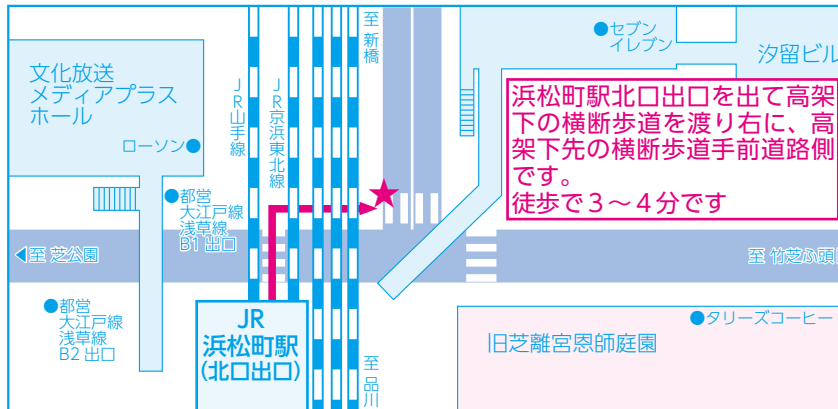 文化放送
メディアプラス
ホール
ローソン
JR山手線
JR京浜東北線
至 新橋
セブン
イレブン
汐留ビル
浜松町駅北口出口を出て高架
下の横断歩道を渡り右に、高
架下先の横断歩道手前道路側
です。
徒歩で３～４分です
都営
大江戸線
浅草線
B1 出口
至 芝公園
至 竹芝ふ頭
都営
大江戸線
浅草線
B2 出口
JR
浜松町駅
(北口出口)
至 品川
旧芝離宮恩師庭園
タリーズコーヒー